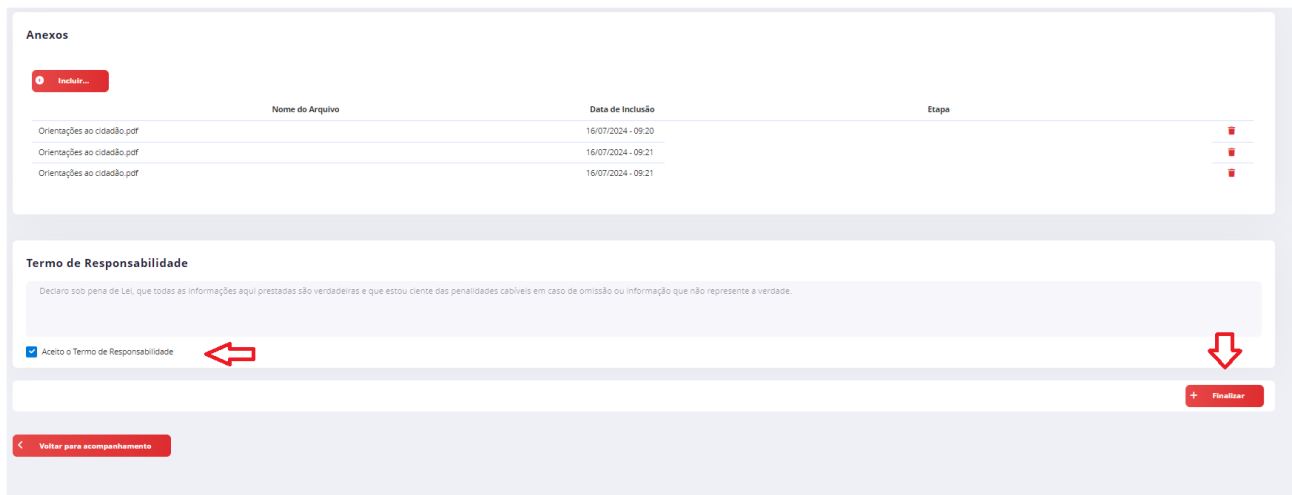 Anexos
Incluir...
Nome do Arquivo Data de Inclusão Etapa
Orientações ao cidadão.pdf 16/07/2024 - 09:20
Orientações ao cidadão.pdf 16/07/2024 - 09:21
Orientações ao cidadão.pdf 16/07/2024 - 09:21
Termo de Responsabilidade
Declaro sob pena de Lei, que todas as informações aqui prestadas são verdadeiras e que estou ciente das penalidades cabíveis em caso de omissão ou informação que não represente a verdade.
Aceito o Termo de Responsabilidade
Finalizar
Voltar para acompanhamento